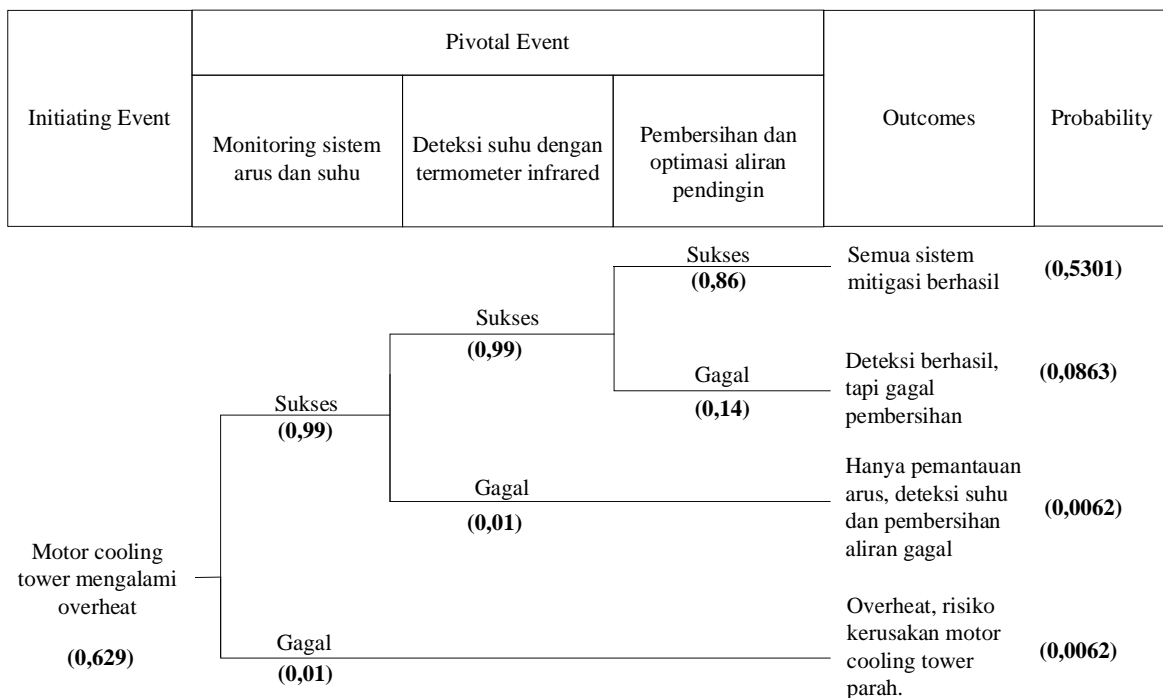 Pivotal Event
Initiating Event
Monitoring sistem
arus dan suhu
Deteksi suhu dengan
termometer infrared
Pembersihan dan
optimasi aliran
pendingin
Outcomes
Probability
Sukses
(0,86)
Semua sistem
mitigasi berhasil
(0,5301)
Sukses
(0,99)
Gagal
(0,14)
Deteksi berhasil,
tapi gagal
pembersihan
(0,0863)
Sukses
(0,99)
Gagal
(0,01)
Hanya pemantauan
arus, deteksi suhu
dan pembersihan
aliran gagal
(0,0062)
Motor cooling
tower mengalami
overheat
(0,629)
Gagal
(0,01)
Overheat, risiko
kerusakan motor
cooling tower
parah.
(0,0062)